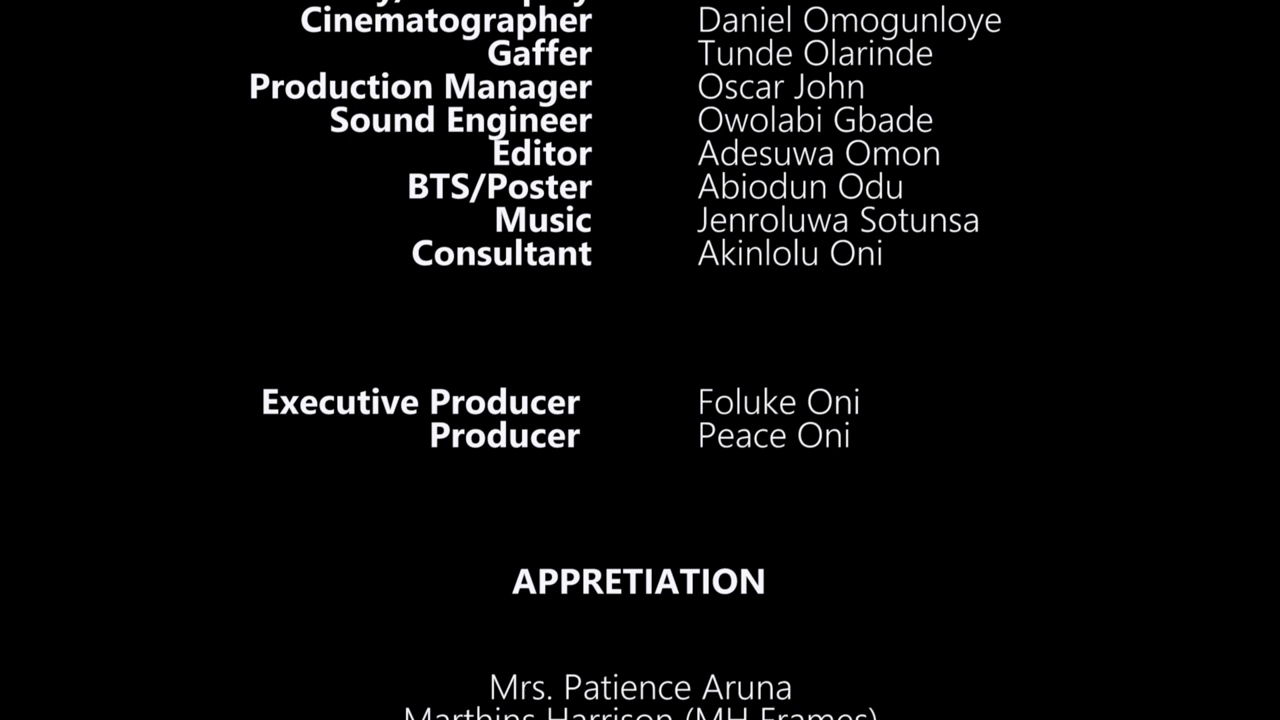 Cinematographer Daniel Omogunloye
Gaffer Tunde Olarinde
Production Manager Oscar John
Sound Engineer Owolabi Gbade
Editor Adesuwa Omon
BTS/Poster Abiodun Odu
Music Jenroluwa Sotunsa
Consultant Akinlolu Oni
Executive Producer Foluke Oni
Producer Peace Oni
APPRETIATION
Mrs. Patience Aruna
Marthins Harrison (MH Frames)